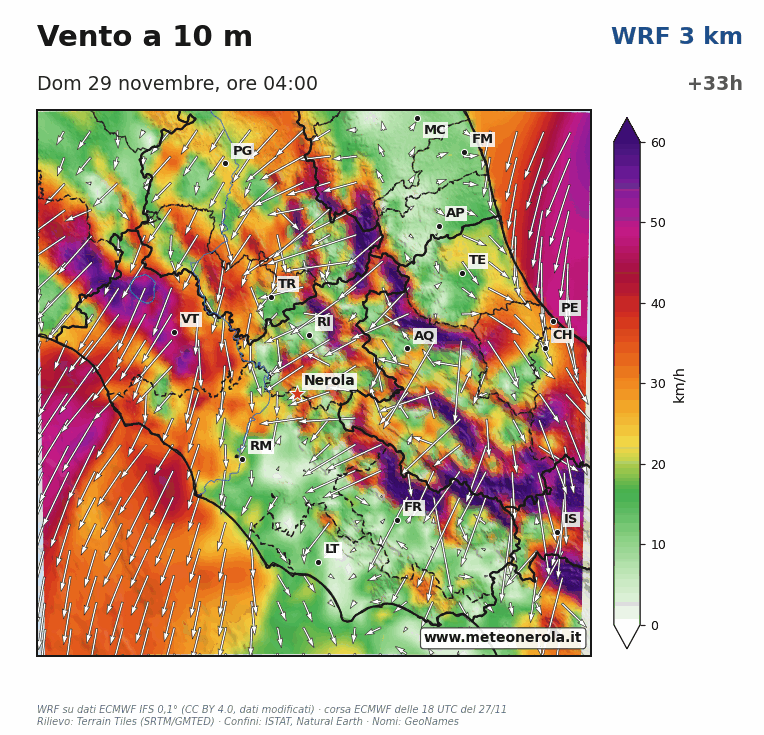 Vento a 10 m
WRF 3 km
Dom 29 novembre, ore 04:00
+33h
MC
FM
PG
AP
TE
TR
PE
VT
RI
AQ
CH
Nerola
RM
FR
IS
LT
www.meteonerola.it
60
50
40
30
20
10
0
km/h
WRF su dati ECMWF IFS 0,1° (CC BY 4.0, dati modificati) · corsa ECMWF delle 18 UTC del 27/11
Rilievo: Terrain Tiles (SRTM/GMTED) · Confini: ISTAT, Natural Earth · Nomi: GeoNames